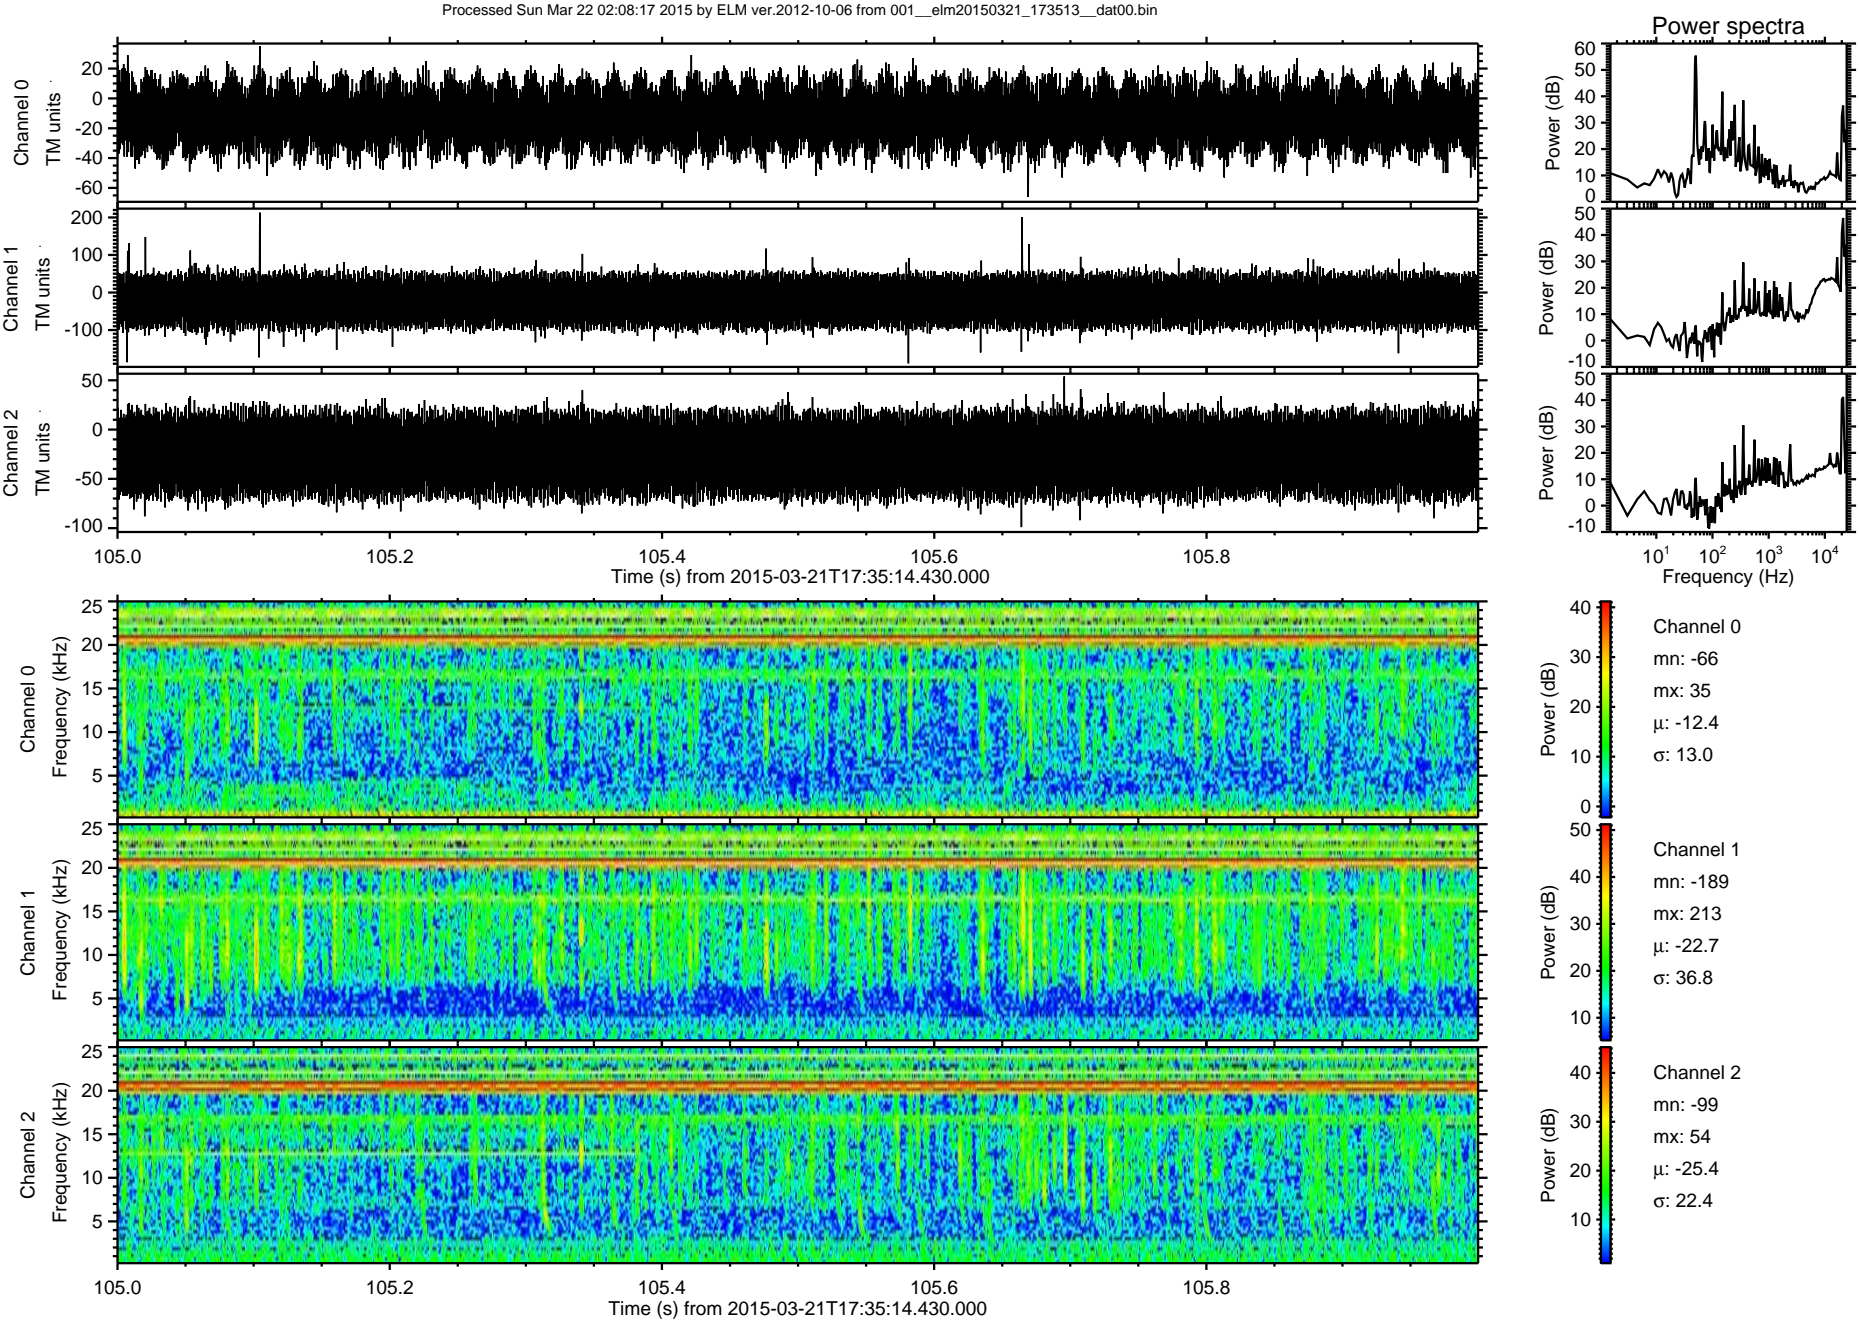 Processed Sun Mar 22 02:08:17 2015 by ELM ver.2012-10-06 from 001__elm20150321_173513__dat00.bin
Power spectra
Channel 0
TM units
20
0
-20
-40
-60
Power (dB)
60
50
40
30
20
10
0
Channel 1
TM units
200
100
0
-100
Power (dB)
50
40
30
20
10
0
-10
Channel 2
TM units
50
0
-50
-100
Power (dB)
50
40
30
20
10
0
-10
105.0 105.2 105.4 105.6 105.8
Time (s) from 2015-03-21T17:35:14.430.000
10¹ 10² 10³ 10⁴
Frequency (Hz)
Channel 0
Frequency (kHz)
25
20
15
10
5
Power (dB)
40
30
20
10
0
Channel 0
mn: -66
mx: 35
μ: -12.4
σ: 13.0
Channel 1
Frequency (kHz)
25
20
15
10
5
Power (dB)
50
40
30
20
10
Channel 1
mn: -189
mx: 213
μ: -22.7
σ: 36.8
Channel 2
Frequency (kHz)
25
20
15
10
5
Power (dB)
40
30
20
10
Channel 2
mn: -99
mx: 54
μ: -25.4
σ: 22.4
105.0 105.2 105.4 105.6 105.8
Time (s) from 2015-03-21T17:35:14.430.000